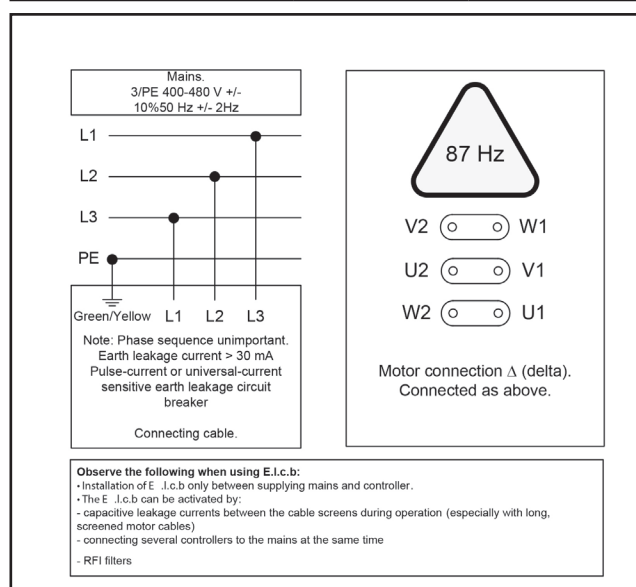 Mains.
3/PE 400-480 V +/-
10%50 Hz +/- 2Hz
L1
L2
L3
PE
Green/Yellow L1 L2 L3
Note: Phase sequence unimportant.
Earth leakage current > 30 mA
Pulse-current or universal-current
sensitive earth leakage circuit
breaker
Connecting cable.
87 Hz
V2 W1
U2 V1
W2 U1
Motor connection Δ (delta).
Connected as above.
Observe the following when using E.l.c.b:
• Installation of E .l.c.b only between supplying mains and controller.
• The E .l.c.b can be activated by:
- capacitive leakage currents between the cable screens during operation (especially with long,
screened motor cables)
- connecting several controllers to the mains at the same time
- RFI filters